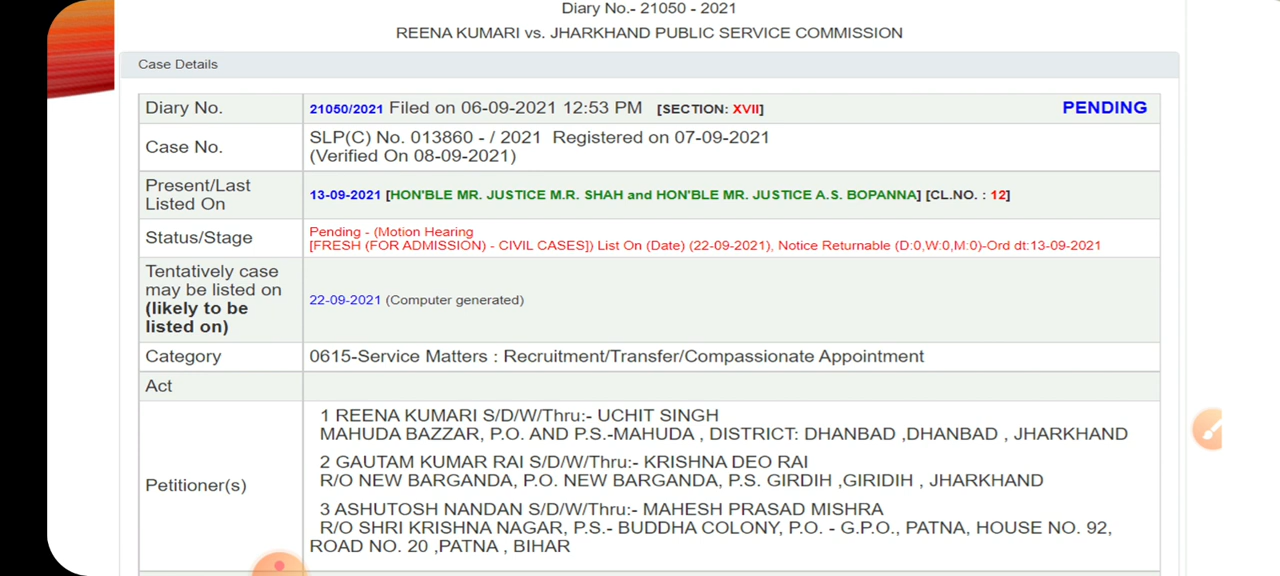 Diary No.- 21050 - 2021
REENA KUMARI vs. JHARKHAND PUBLIC SERVICE COMMISSION
Case Details
Diary No. 21050/2021 Filed on 06-09-2021 12:53 PM [SECTION: XVII] PENDING
Case No. SLP(C) No. 013860 - / 2021 Registered on 07-09-2021
(Verified On 08-09-2021)
Present/Last
Listed On
13-09-2021 [HON'BLE MR. JUSTICE M.R. SHAH and HON'BLE MR. JUSTICE A.S. BOPANNA] [CL.NO. : 12]
Status/Stage
Pending - (Motion Hearing
[FRESH (FOR ADMISSION) - CIVIL CASES]) List On (Date) (22-09-2021), Notice Returnable (D:0,W:0,M:0)-Ord dt:13-09-2021
Tentatively case
may be listed on
(likely to be
listed on)
22-09-2021 (Computer generated)
Category 0615-Service Matters : Recruitment/Transfer/Compassionate Appointment
Act
Petitioner(s)
1 REENA KUMARI S/D/W/Thru:- UCHIT SINGH
MAHUDA BAZZAR, P.O. AND P.S.-MAHUDA , DISTRICT: DHANBAD ,DHANBAD , JHARKHAND
2 GAUTAM KUMAR RAI S/D/W/Thru:- KRISHNA DEO RAI
R/O NEW BARGANDA, P.O. NEW BARGANDA, P.S. GIRDIH ,GIRIDIH , JHARKHAND
3 ASHUTOSH NANDAN S/D/W/Thru:- MAHESH PRASAD MISHRA
R/O SHRI KRISHNA NAGAR, P.S.- BUDDHA COLONY, P.O. - G.P.O., PATNA, HOUSE NO. 92,
ROAD NO. 20 ,PATNA , BIHAR